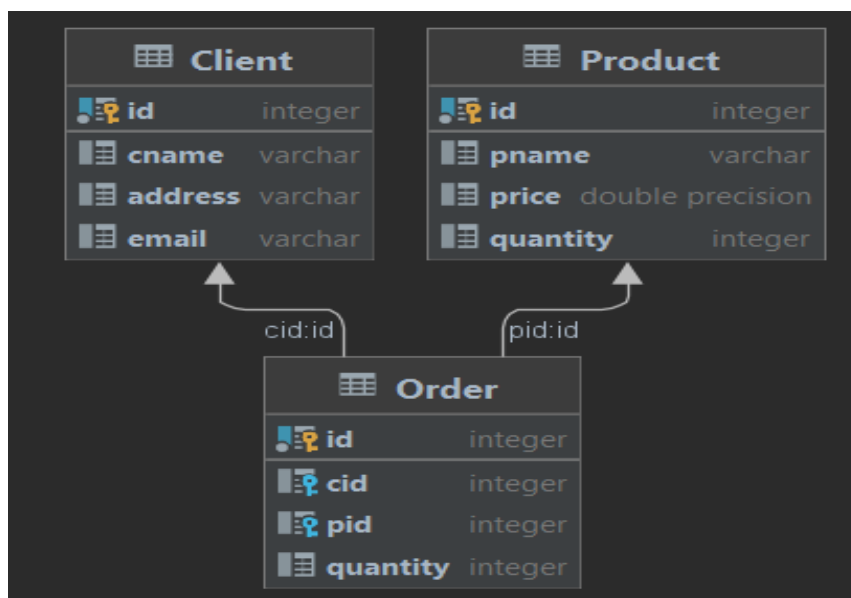 Client
id integer
cname varchar
address varchar
email varchar
Product
id integer
pname varchar
price double precision
quantity integer
cid:id
pid:id
Order
id integer
cid integer
pid integer
quantity integer